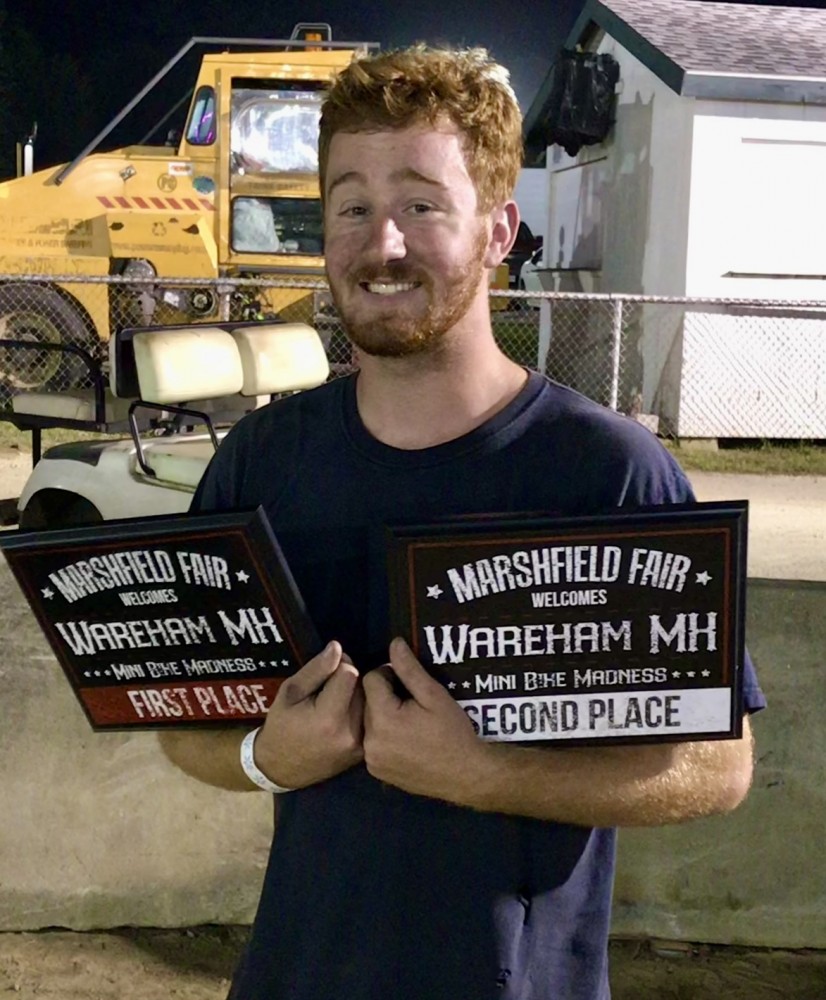 MARSHFIELD FAIR
WELCOMES
WAREHAM MH
MINI BIKE MADNESS
FIRST PLACE
MARSHFIELD FAIR
WELCOMES
WAREHAM MH
MINI BIKE MADNESS
SECOND PLACE